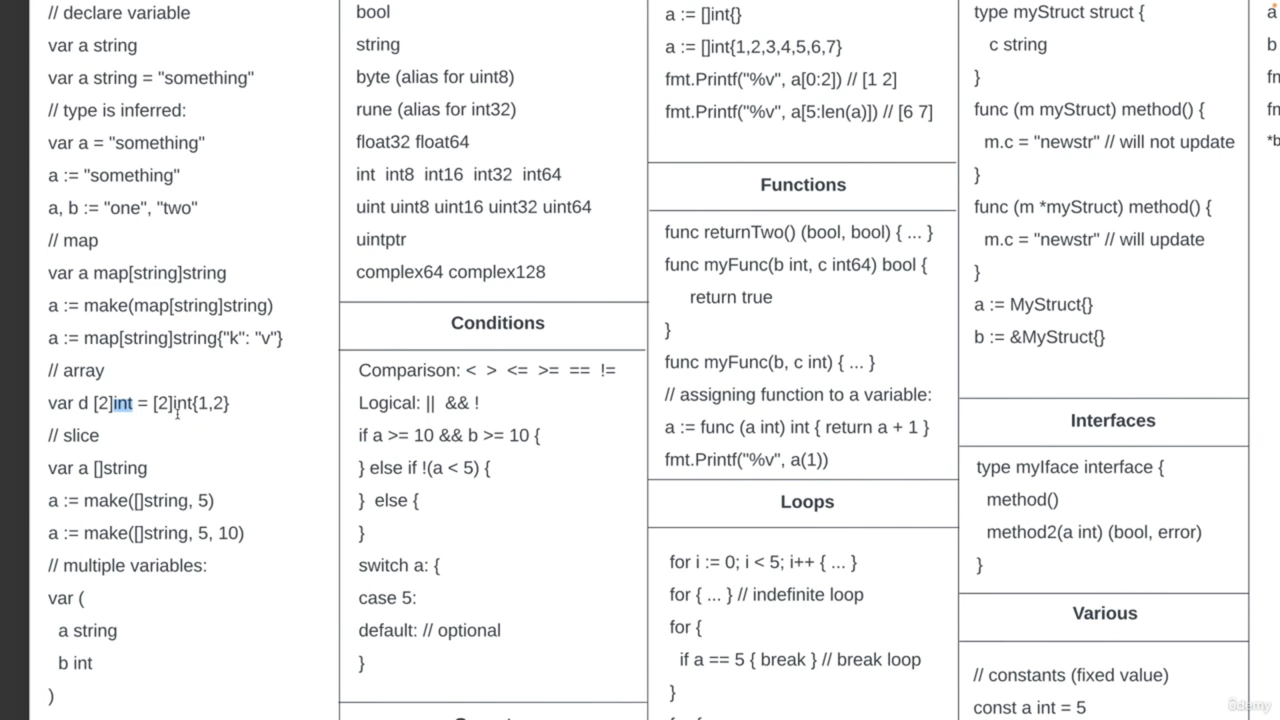 // declare variable
var a string
var a string = "something"
// type is inferred:
var a = "something"
a := "something"
a, b := "one", "two"
// map
var a map[string]string
a := make(map[string]string)
a := map[string]string{"k": "v"}
// array
var d [2]int = [2]int{1,2}
// slice
var a []string
a := make([]string, 5)
a := make([]string, 5, 10)
// multiple variables:
var (
a string
b int
)
bool
string
byte (alias for uint8)
rune (alias for int32)
float32 float64
int int8 int16 int32 int64
uint uint8 uint16 uint32 uint64
uintptr
complex64 complex128
Conditions
Comparison: < > <= >= == !=
Logical: || && !
if a >= 10 && b >= 10 {
} else if !(a < 5) {
} else {
}
switch a: {
case 5:
default: // optional
}
a := []int{}
a := []int{1,2,3,4,5,6,7}
fmt.Printf("%v", a[0:2]) // [1 2]
fmt.Printf("%v", a[5:len(a)]) // [6 7]
Functions
func returnTwo() (bool, bool) { ... }
func myFunc(b int, c int64) bool {
return true
}
func myFunc(b, c int) { ... }
// assigning function to a variable:
a := func (a int) int { return a + 1 }
fmt.Printf("%v", a(1))
Loops
for i := 0; i < 5; i++ { ... }
for { ... } // indefinite loop
for {
if a == 5 { break } // break loop
}
type myStruct struct {
c string
}
func (m myStruct) method() {
m.c = "newstr" // will not update
}
func (m *myStruct) method() {
m.c = "newstr" // will update
}
a := MyStruct{}
b := &MyStruct{}
Interfaces
type myIface interface {
method()
method2(a int) (bool, error)
}
Various
// constants (fixed value)
const a int = 5
a
b
*b
udemy